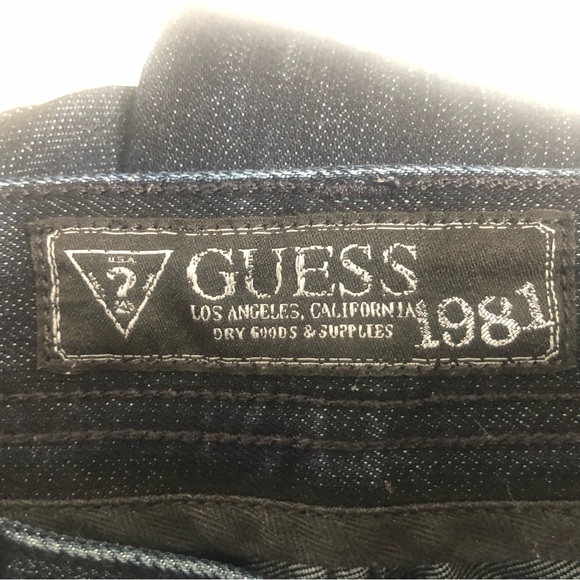 U.S.A.
?
GUESS
LOS ANGELES, CALIFORNIA
DRY GOODS & SUPPLIES
1981